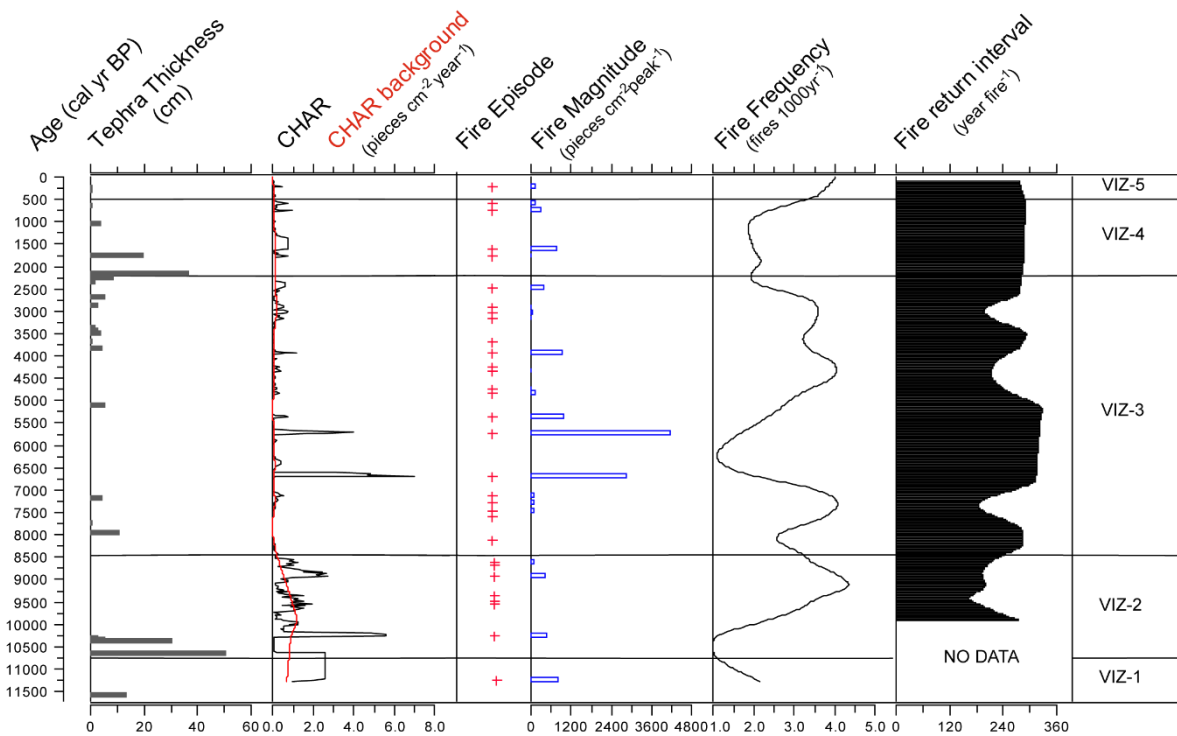 Age (cal yr BP)
Tephra Thickness
(cm)
CHAR
CHAR background
(pieces cm⁻² year⁻¹)
Fire Episode
Fire Magnitude
(pieces cm⁻²peak⁻¹)
Fire Frequency
(fires 1000yr⁻¹)
Fire return interval
(year fire⁻¹)
0
500
1000
1500
2000
2500
3000
3500
4000
4500
5000
5500
6000
6500
7000
7500
8000
8500
9000
9500
10000
10500
11000
11500
VIZ-5
VIZ-4
VIZ-3
VIZ-2
VIZ-1
NO DATA
0 20 40 60
0.0 2.0 4.0 6.0 8.0
0 1200 2400 3600 4800
1.0 2.0 3.0 4.0 5.0
0 120 240 360